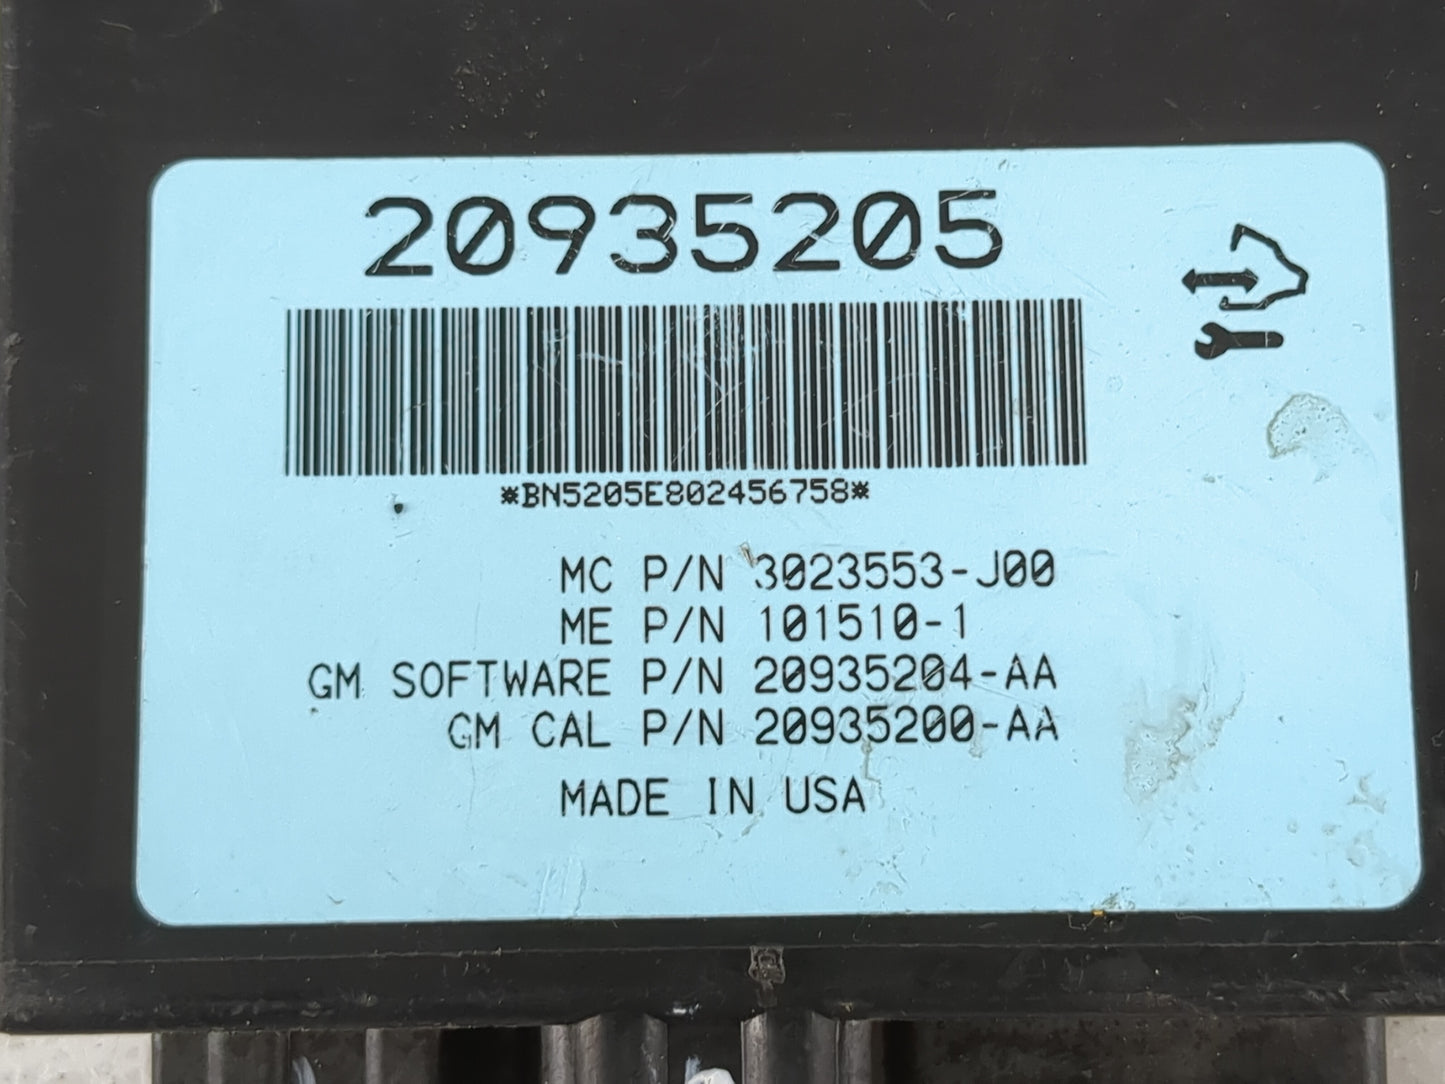 20935205
*BN5205E802456758*
MC P/N 3023553-J00
ME P/N 101510-1
GM SOFTWARE P/N 20935204-AA
GM CAL P/N 20935200-AA
MADE IN USA